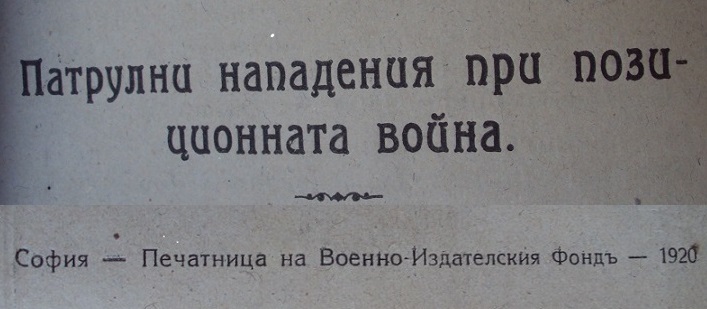 Патрулни нападения при пози-
ционната война.
София — Печатница на Военно-Издателския Фондъ — 1920